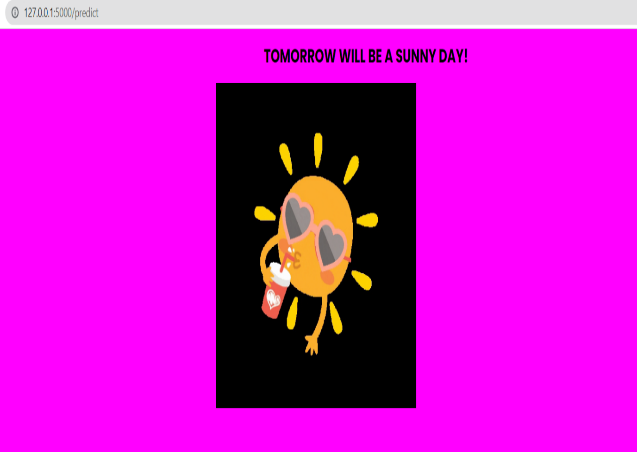 127.0.0.1:5000/predict
TOMORROW WILL BE A SUNNY DAY!